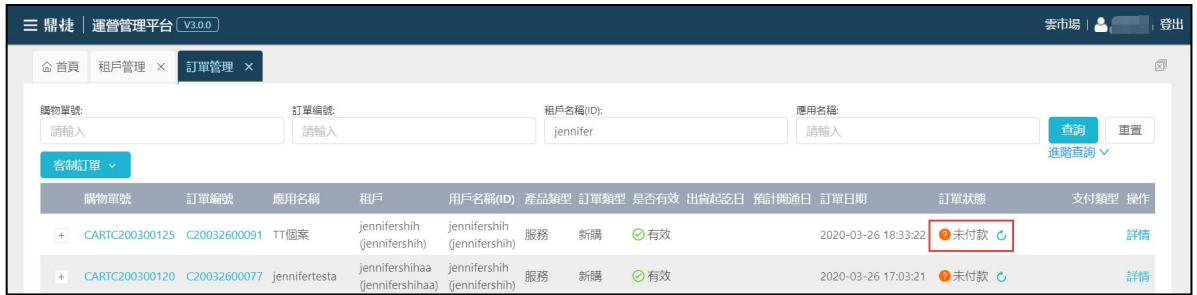 鼎捷 | 運營管理平台 V3.0.0 雲市場 | 登出
首頁 租戶管理 × 訂單管理 ×
購物單號: 訂單編號: 租戶名稱(ID): 應用名稱:
請輸入 請輸入 jennifer 請輸入 查詢 重置
進階查詢
客制訂單
購物單號 訂單編號 應用名稱 租戶 用戶名稱(ID) 產品類型 訂單類型 是否有效 出貨起訖日 預計開通日 訂單日期 訂單狀態 支付類型 操作
+ CARTC200300125 C20032600091 TT個案 jennifershih (jennifershih) jennifershih (jennifershih) 服務 新購 有效 2020-03-26 18:33:22 未付款 詳情
+ CARTC200300120 C20032600077 jennifertesta jennifershihaa (jennifershihaa) jennifershih (jennifershih) 服務 新購 有效 2020-03-26 17:03:21 未付款 詳情